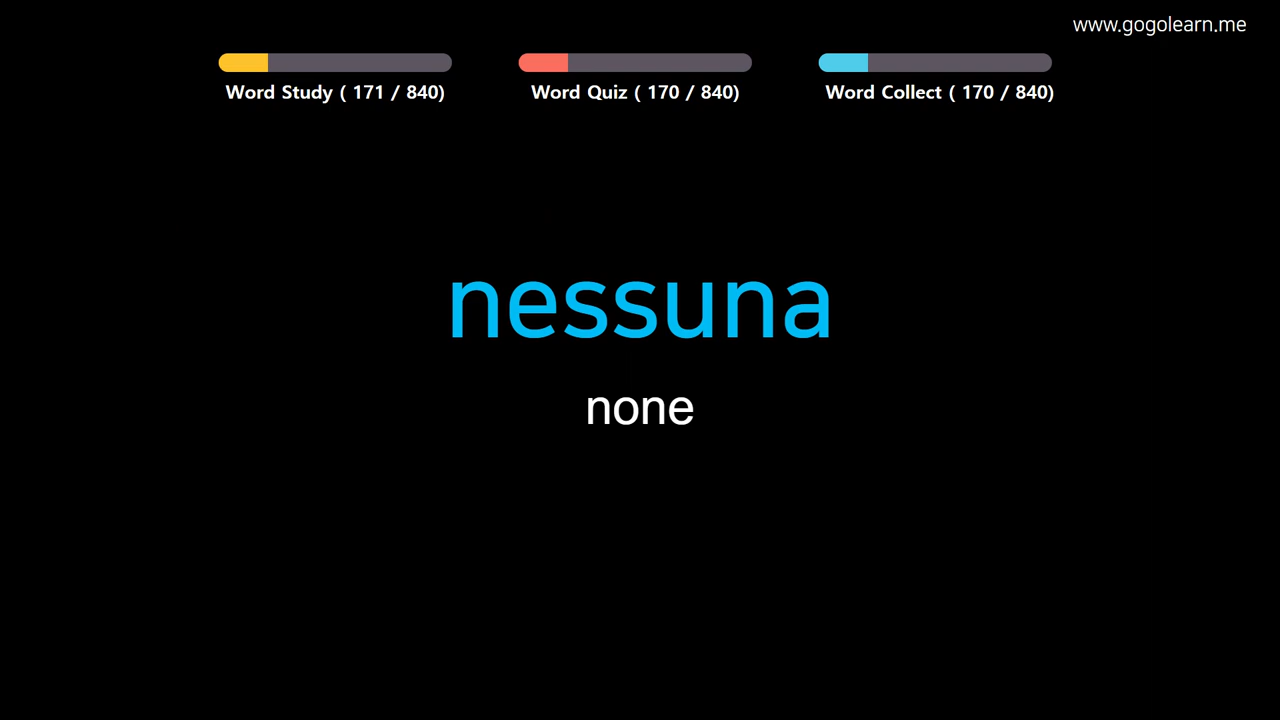 www.gogolearn.me
Word Study ( 171 / 840)
Word Quiz ( 170 / 840)
Word Collect ( 170 / 840)
nessuna
none